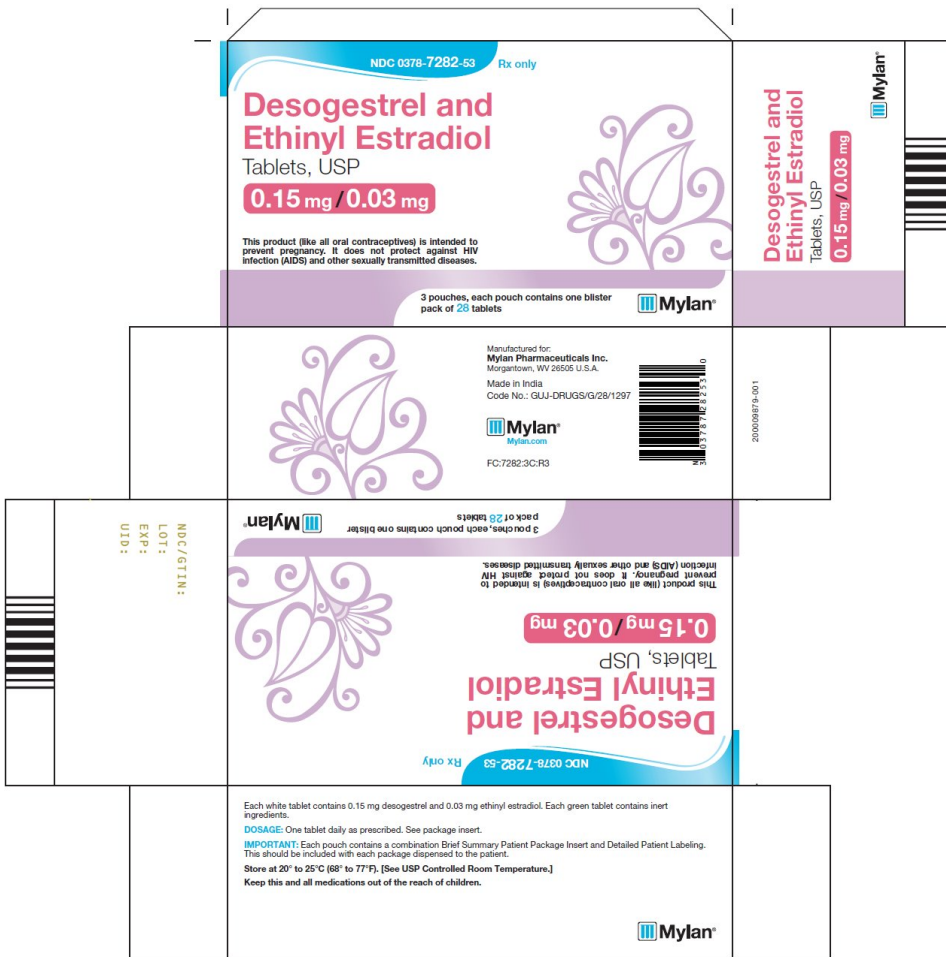 NDC 0378-7282-53 Rx only
Desogestrel and
Ethinyl Estradiol
Tablets, USP
0.15 mg/0.03 mg
This product (like all oral contraceptives) is intended to
prevent pregnancy. It does not protect against HIV
infection (AIDS) and other sexually transmitted diseases.
3 pouches, each pouch contains one blister
pack of 28 tablets
Mylan®
Desogestrel and
Ethinyl Estradiol
Tablets, USP
0.15 mg/0.03 mg
Mylan®
Manufactured for:
Mylan Pharmaceuticals Inc.
Morgantown, WV 26505 U.S.A.
Made in India
Code No.: GUJ-DRUGS/G/28/1297
Mylan®
Mylan.com
FC:7282:3C:R3
N
3 0378728253 0
200009879-001
NDC/GTIN:
LOT:
EXP:
UID:
NDC 0378-7282-53 Rx only
Desogestrel and
Ethinyl Estradiol
Tablets, USP
0.15 mg/0.03 mg
This product (like all oral contraceptives) is intended to
prevent pregnancy. It does not protect against HIV
infection (AIDS) and other sexually transmitted diseases.
3 pouches, each pouch contains one blister
pack of 28 tablets
Mylan®
Each white tablet contains 0.15 mg desogestrel and 0.03 mg ethinyl estradiol. Each green tablet contains inert
ingredients.
DOSAGE: One tablet daily as prescribed. See package insert.
IMPORTANT: Each pouch contains a combination Brief Summary Patient Package Insert and Detailed Patient Labeling.
This should be included with each package dispensed to the patient.
Store at 20° to 25°C (68° to 77°F). [See USP Controlled Room Temperature.]
Keep this and all medications out of the reach of children.
Mylan®